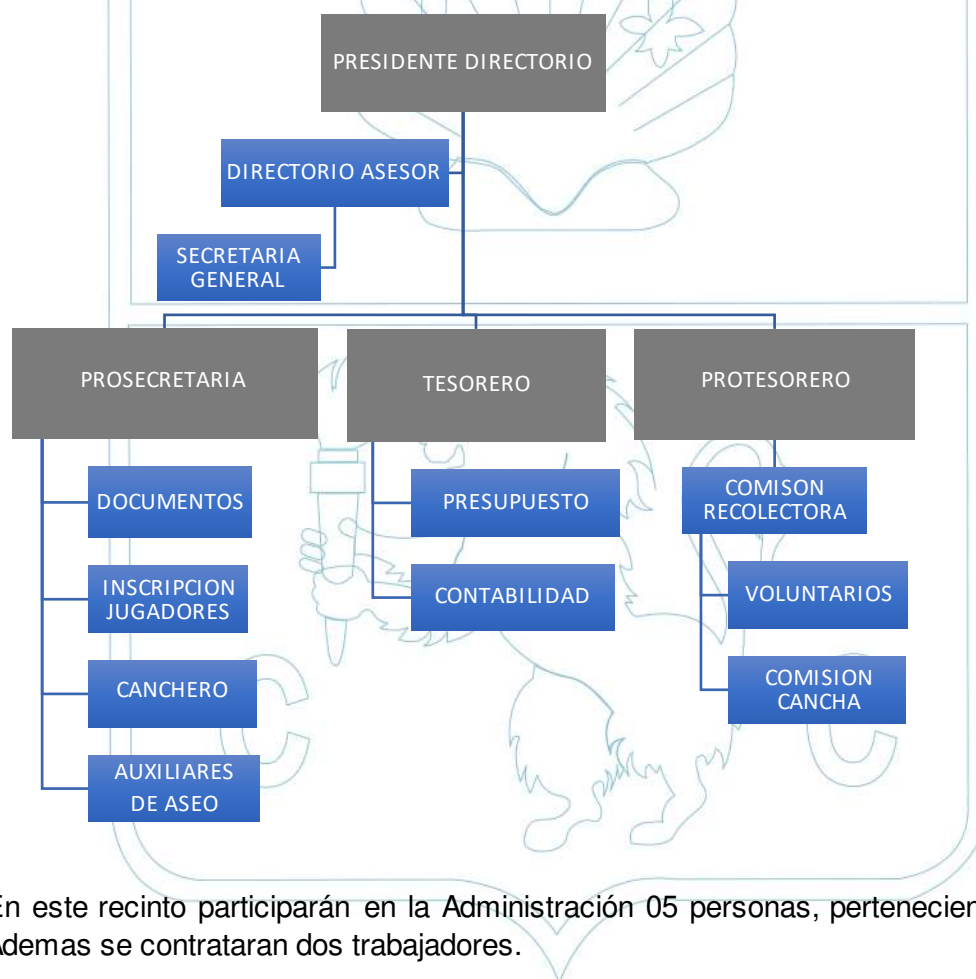 PRESIDENTE DIRECTORIO
DIRECTORIO ASESOR
SECRETARIA
GENERAL
PROSECRETARIA
TESORERO
PROTESORERO
DOCUMENTOS
INSCRIPCION
JUGADORES
CANCHERO
AUXILIARES
DE ASEO
PRESUPUESTO
CONTABILIDAD
COMISON
RECOLECTORA
VOLUNTARIOS
COMISION
CANCHA
C
C
En este recinto participarán en la Administración 05 personas, pertenecien
Ademas se contrataran dos trabajadores.